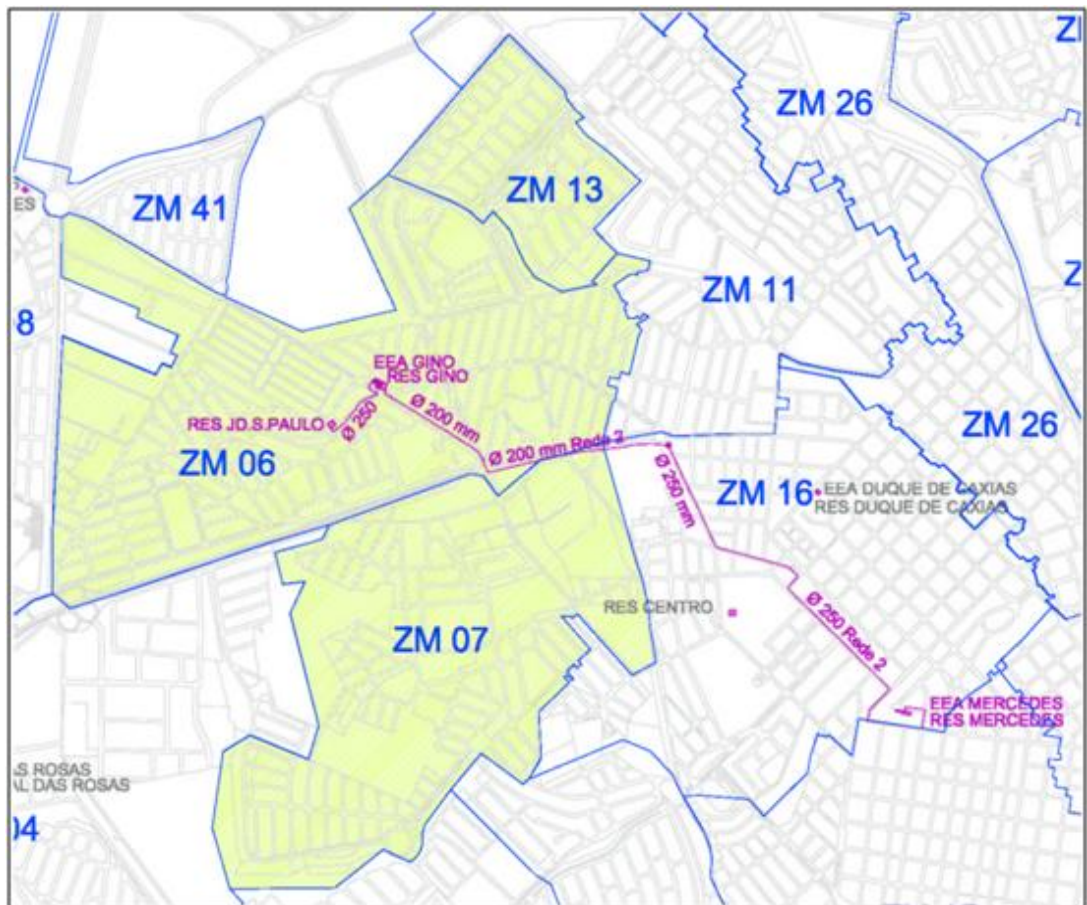 ZM 26
ZM 13
ZM 41
ES
ZM 11
EEA GINO
RES GINO
RES JD.S.PAULO
Ø 250
Ø 200 mm
Ø 200 mm Rede 2
ZM 26
ZM 06
Ø 250 mm
ZM 16
EEA DUQUE DE CAXIAS
RES DUQUE DE CAXIAS
RES CENTRO
Ø 250 Rede 2
ZM 07
EEA MERCEDES
RES MERCEDES
AS ROSAS
AL DAS ROSAS
04